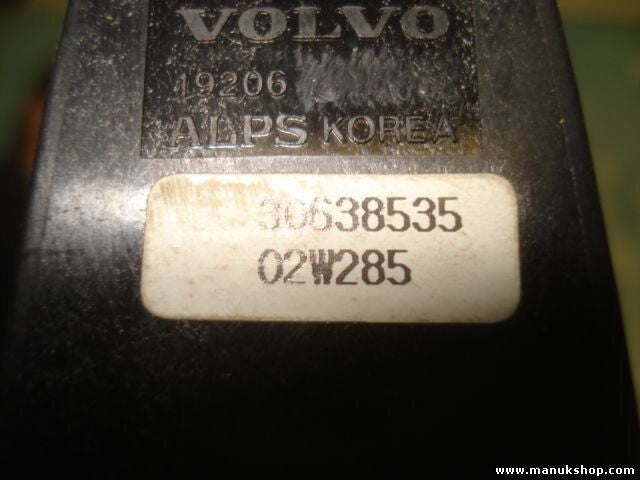 VOLVO
19206
ALPS KOREA
30638535
02W285
www.manukshop.com